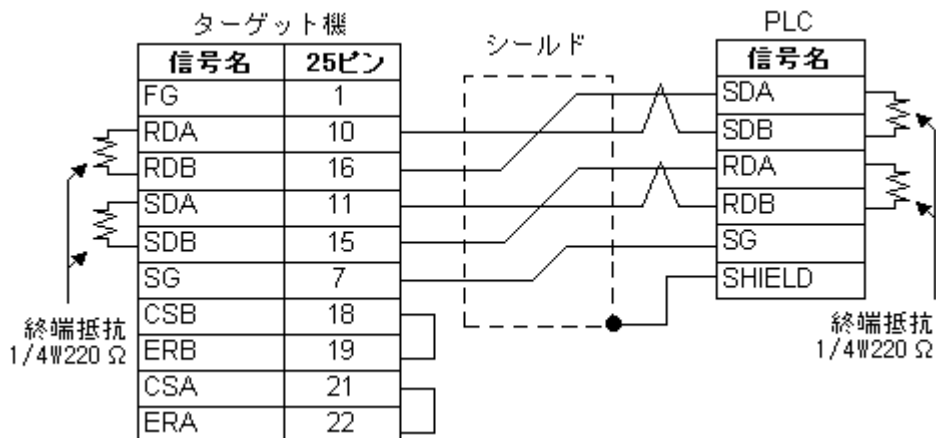 ターゲット機
信号名 25ピン
FG 1
RDA 10
RDB 16
SDA 11
SDB 15
SG 7
CSB 18
ERB 19
CSA 21
ERA 22
終端抵抗
1/4W220 Ω
シールド
PLC
信号名
SDA
SDB
RDA
RDB
SG
SHIELD
終端抵抗
1/4W220 Ω